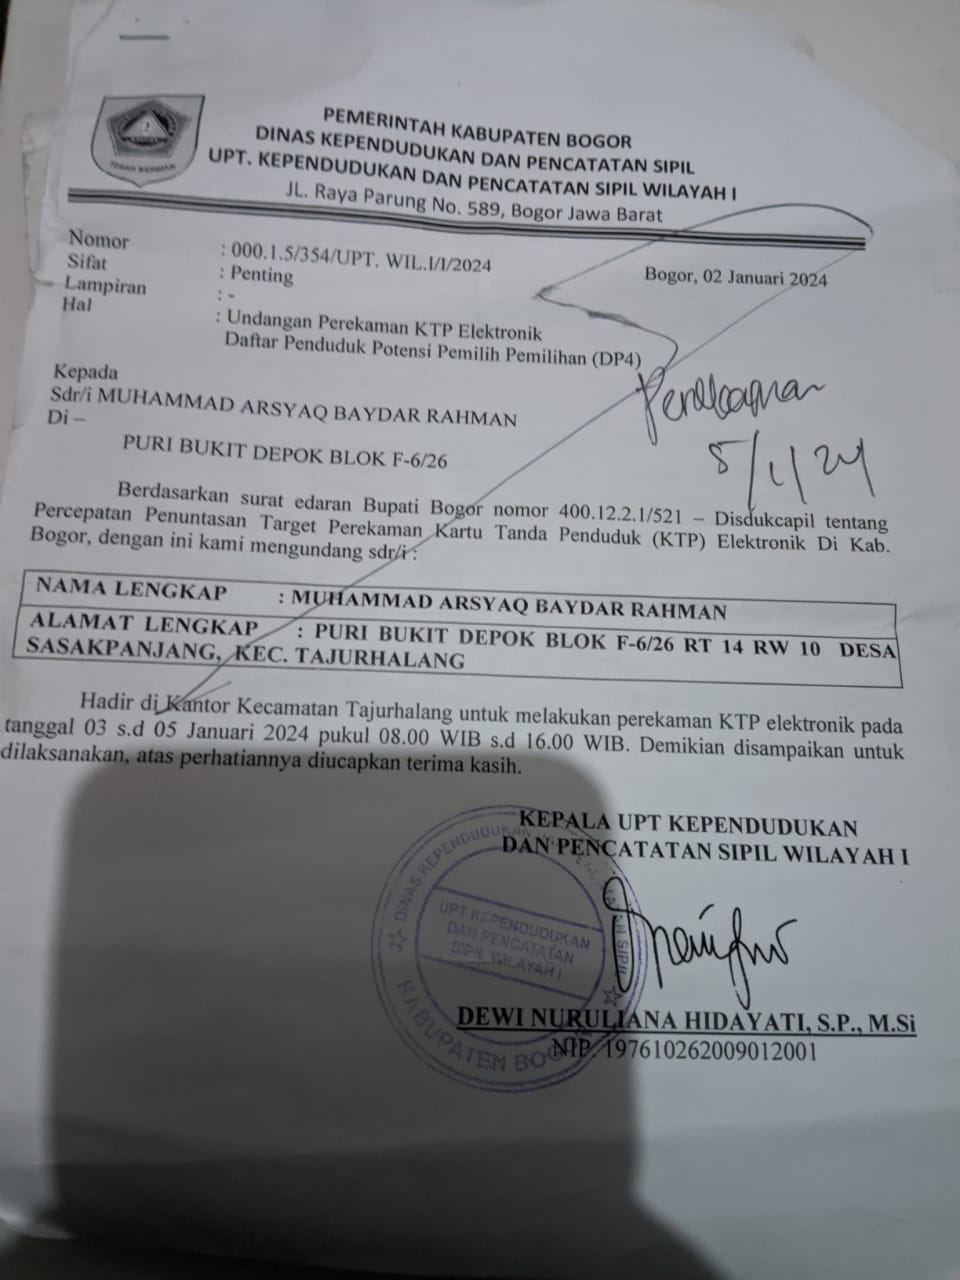 TEGAR BERIMAN
PEMERINTAH KABUPATEN BOGOR
DINAS KEPENDUDUKAN DAN PENCATATAN SIPIL
UPT. KEPENDUDUKAN DAN PENCATATAN SIPIL WILAYAH I
JL. Raya Parung No. 589, Bogor Jawa Barat
Nomor : 000.1.5/354/UPT. WIL.I/I/2024
Bogor, 02 Januari 2024
Sifat : Penting
Lampiran : -
Hal : Undangan Perekaman KTP Elektronik
Daftar Penduduk Potensi Pemilih Pemilihan (DP4)
Kepada
Sdr/i MUHAMMAD ARSYAQ BAYDAR RAHMAN
Di –
PURI BUKIT DEPOK BLOK F-6/26
Perekaman
5/1/24
Berdasarkan surat edaran Bupati Bogor nomor 400.12.2.1/521 – Disdukcapil tentang
Percepatan Penuntasan Target Perekaman Kartu Tanda Penduduk (KTP) Elektronik Di Kab.
Bogor, dengan ini kami mengundang sdr/i :
NAMA LENGKAP : MUHAMMAD ARSYAQ BAYDAR RAHMAN
ALAMAT LENGKAP : PURI BUKIT DEPOK BLOK F-6/26 RT 14 RW 10 DESA
SASAKPANJANG, KEC. TAJURHALANG
Hadir di Kantor Kecamatan Tajurhalang untuk melakukan perekaman KTP elektronik pada
tanggal 03 s.d 05 Januari 2024 pukul 08.00 WIB s.d 16.00 WIB. Demikian disampaikan untuk
dilaksanakan, atas perhatiannya diucapkan terima kasih.
KEPALA UPT KEPENDUDUKAN
DAN PENCATATAN SIPIL WILAYAH I
DINAS KEPENDUDUKAN SIPIL
UPT KEPENDUDUKAN
DAN PENCATATAN
SIPIL WILAYAH I
KABUPATEN BOGOR
DEWI NURULIANA HIDAYATI, S.P., M.Si
NIP. 197610262009012001